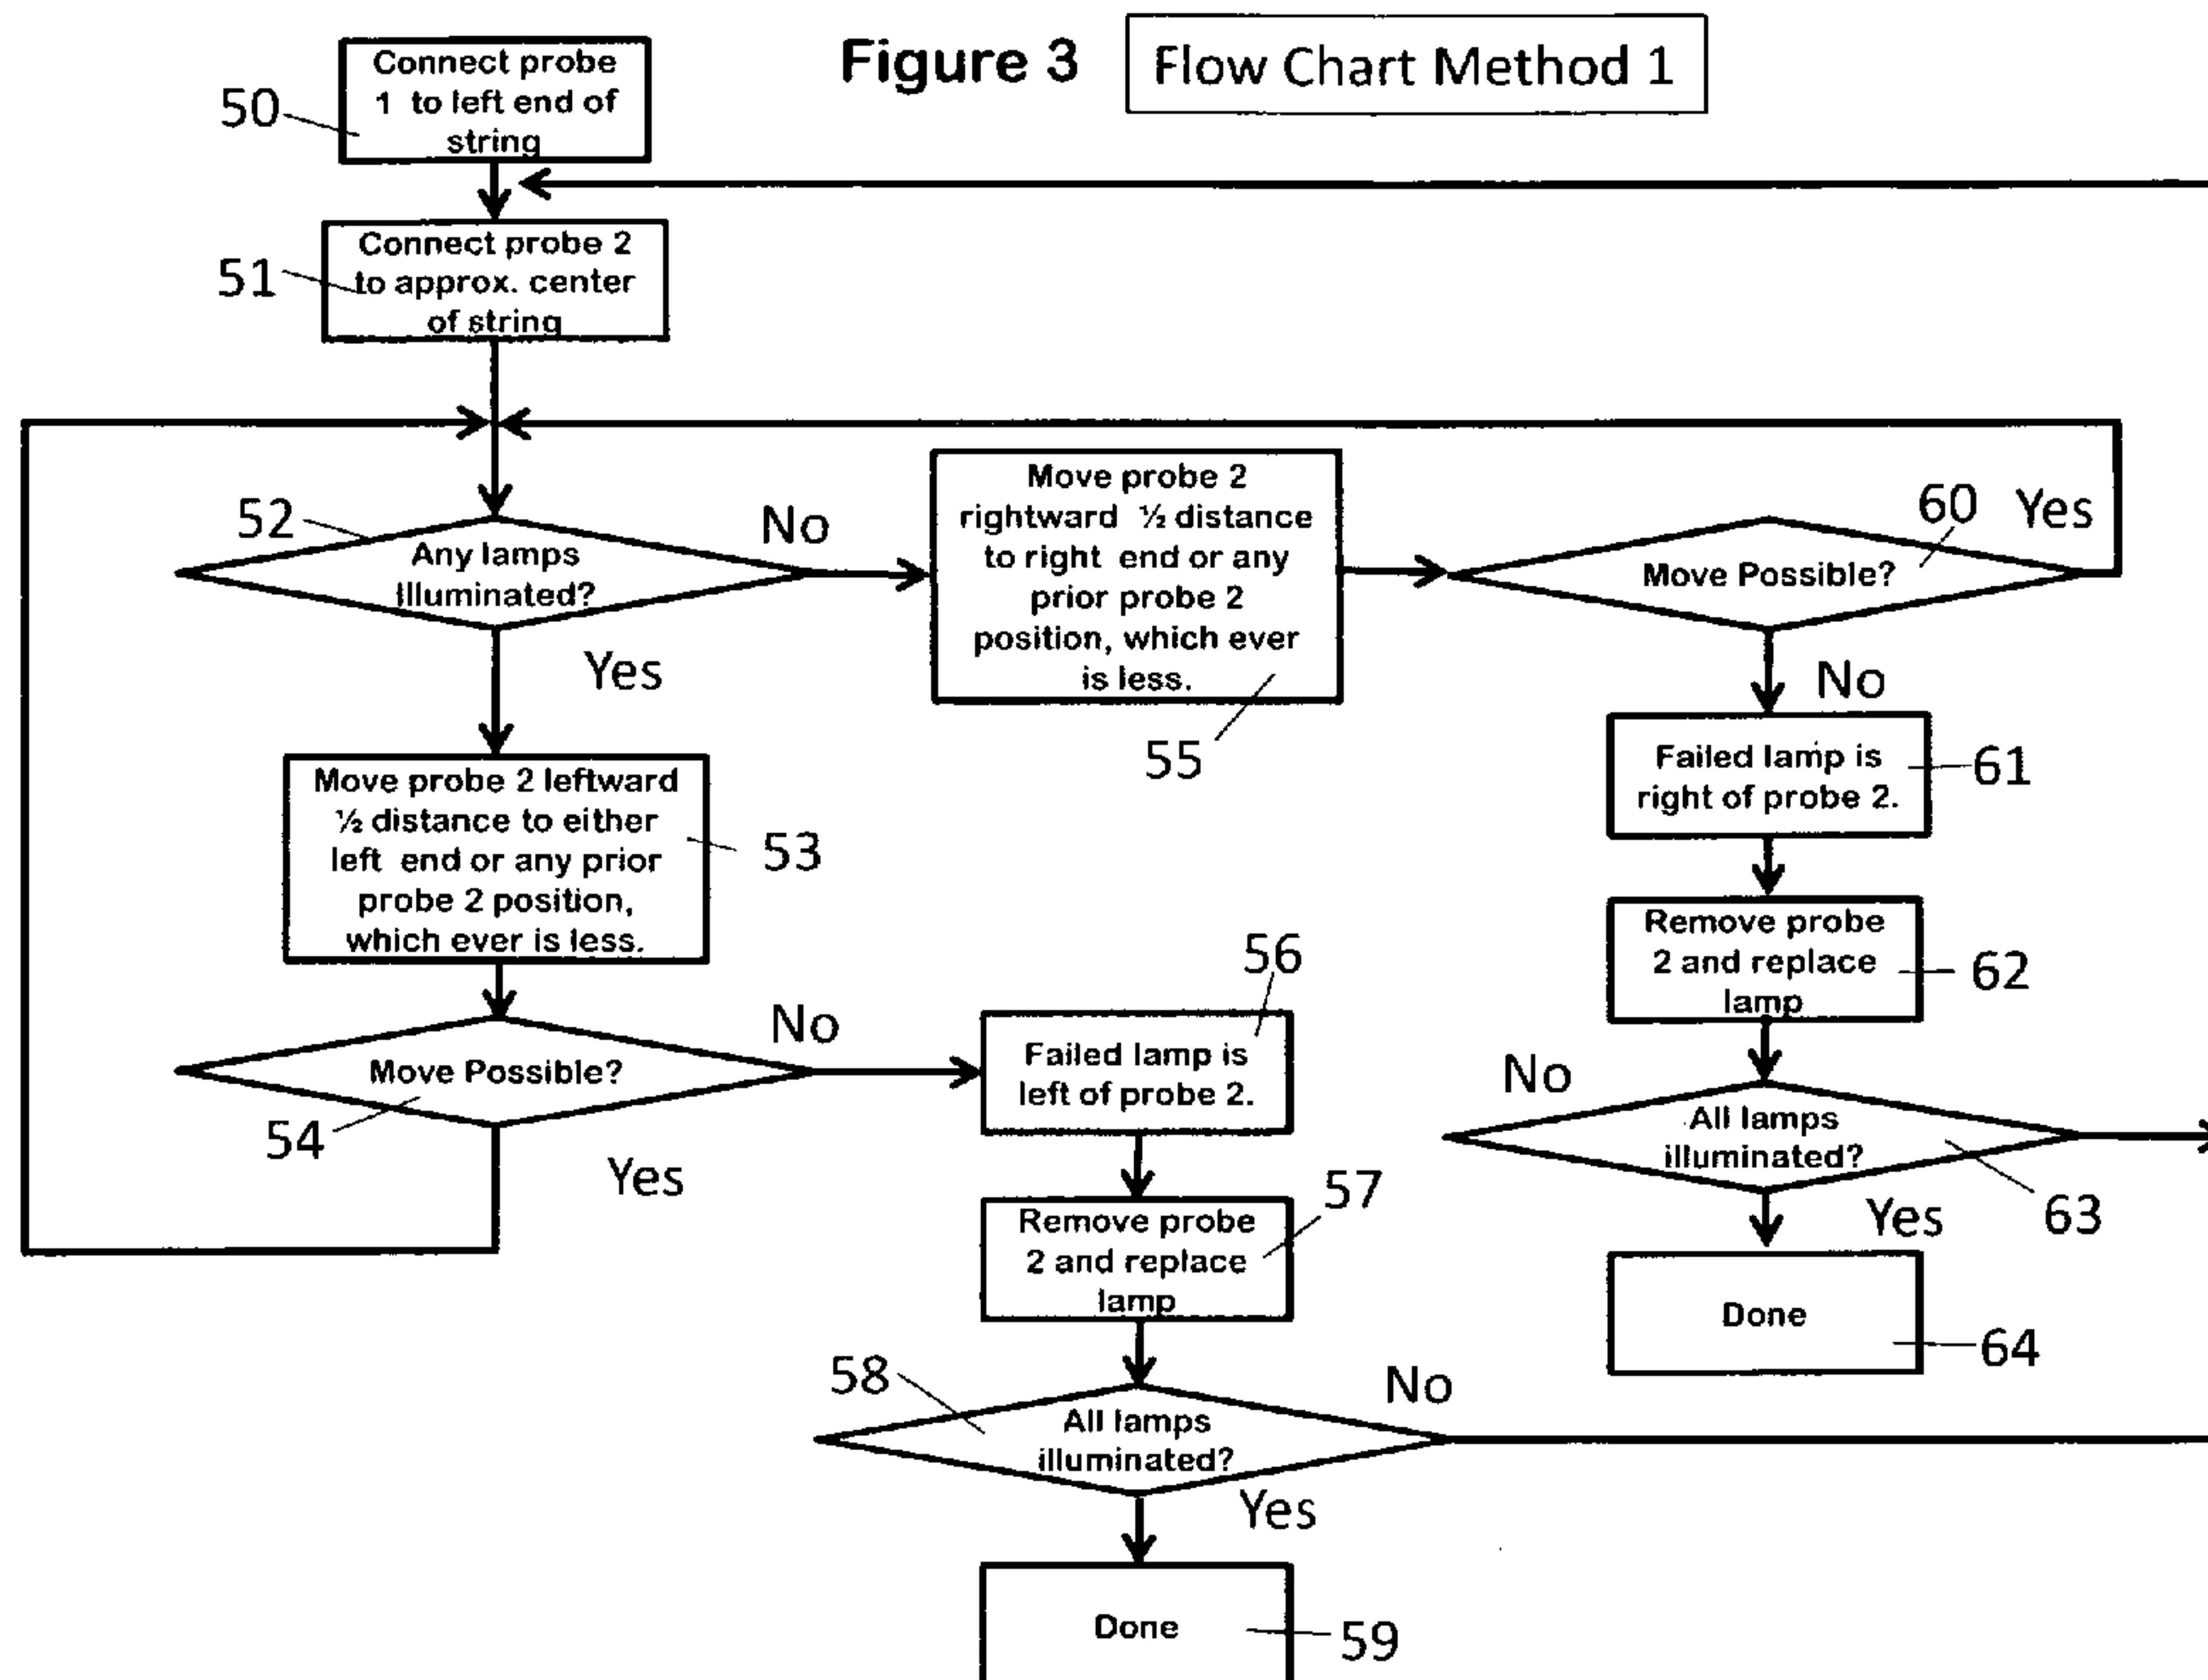 Figure 3
Flow Chart Method 1
Connect probe
1 to left end of
string
50
Connect probe 2
to approx. center
of string
51
52
Any lamps
Illuminated?
No
Yes
Move probe 2
rightward ½ distance
to right end or any
prior probe 2
position, which ever
is less.
55
60
Yes
Move Possible?
No
Failed lamp is
right of probe 2.
61
Remove probe
2 and replace
lamp
62
No
All lamps
illuminated?
63
Yes
Done
64
Move probe 2 leftward
½ distance to either
left end or any prior
probe 2 position,
which ever is less.
53
Move Possible?
54
No
Yes
56
Failed lamp is
left of probe 2.
57
Remove probe
2 and replace
lamp
58
All lamps
illuminated?
No
Yes
Done
59